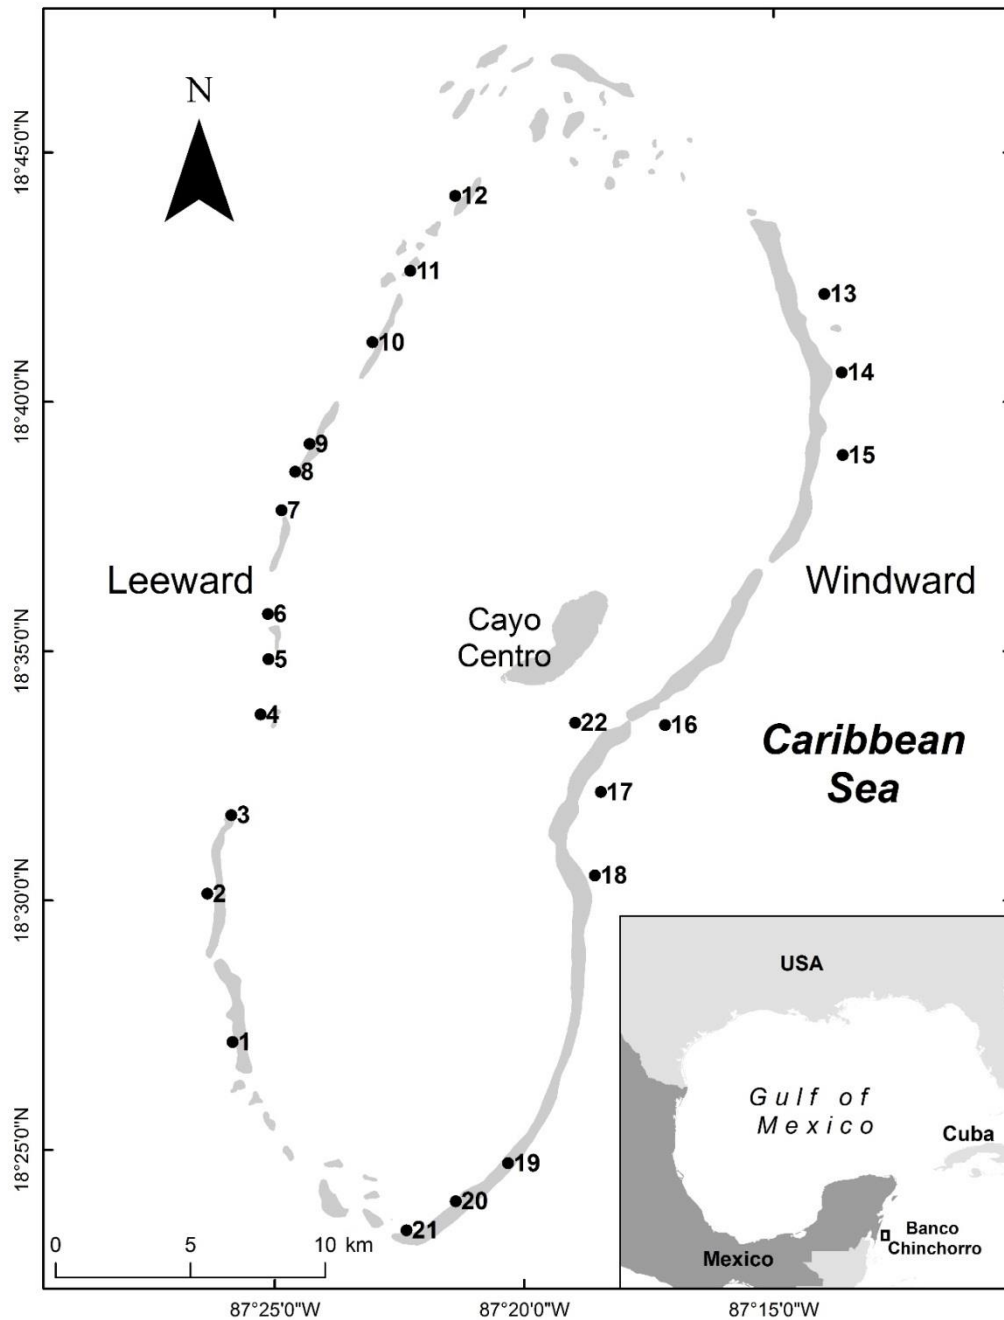 N
18°45'0"N
12
11
13
10
14
18°40'0"N
9
15
8
7
Leeward
Windward
6
Cayo
Centro
5
18°35'0"N
4
22
16
Caribbean
Sea
3
17
18
2
18°30'0"N
USA
1
Gulf of
Mexico
Cuba
18°25'0"N
19
20
21
Banco
Chinchorro
Mexico
0 5 10 km
87°25'0"W 87°20'0"W 87°15'0"W